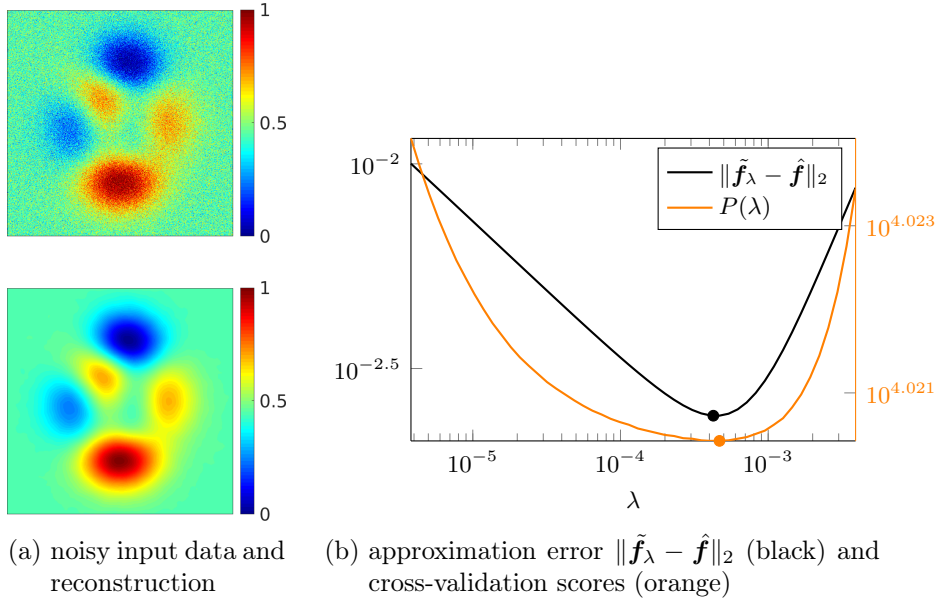 1
0.5
0
1
0.5
0
10^-2
10^-2.5
10^-5
10^-4
10^-3
λ
‖f̃_λ − f̂‖_2
P(λ)
10^4.023
10^4.021
(a) noisy input data and
reconstruction
(b) approximation error ‖f̃_λ − f̂‖_2 (black) and
cross-validation scores (orange)